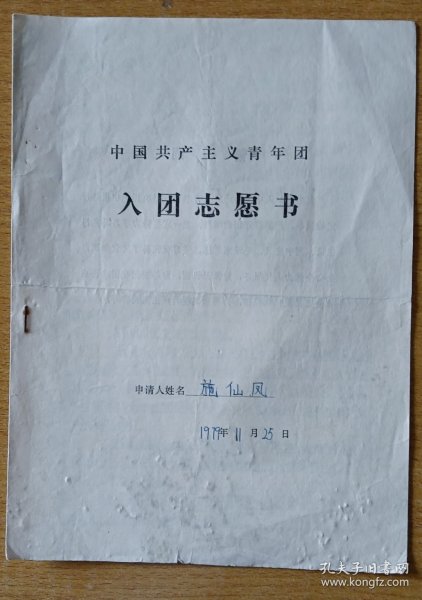 中国共产主义青年团
入团志愿书
申请人姓名 施仙凤
1979年11月25日
孔夫子旧书网
www.kongfz.com